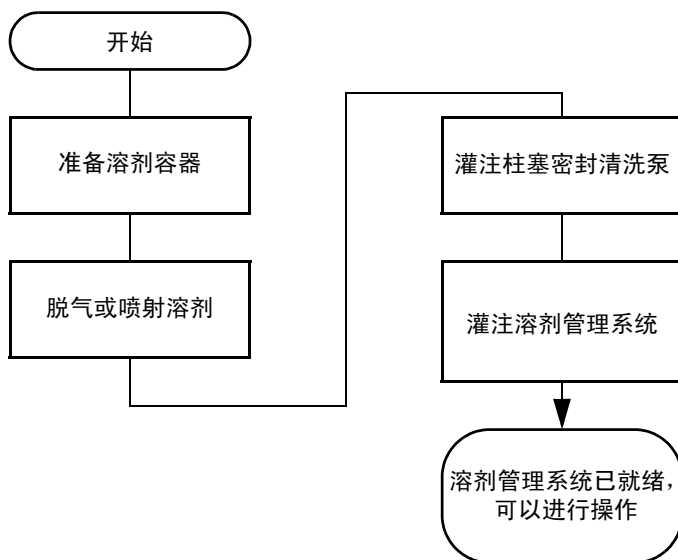 开始
准备溶剂容器
脱气或喷射溶剂
灌注柱塞密封清洗泵
灌注溶剂管理系统
溶剂管理系统已就绪，
可以进行操作